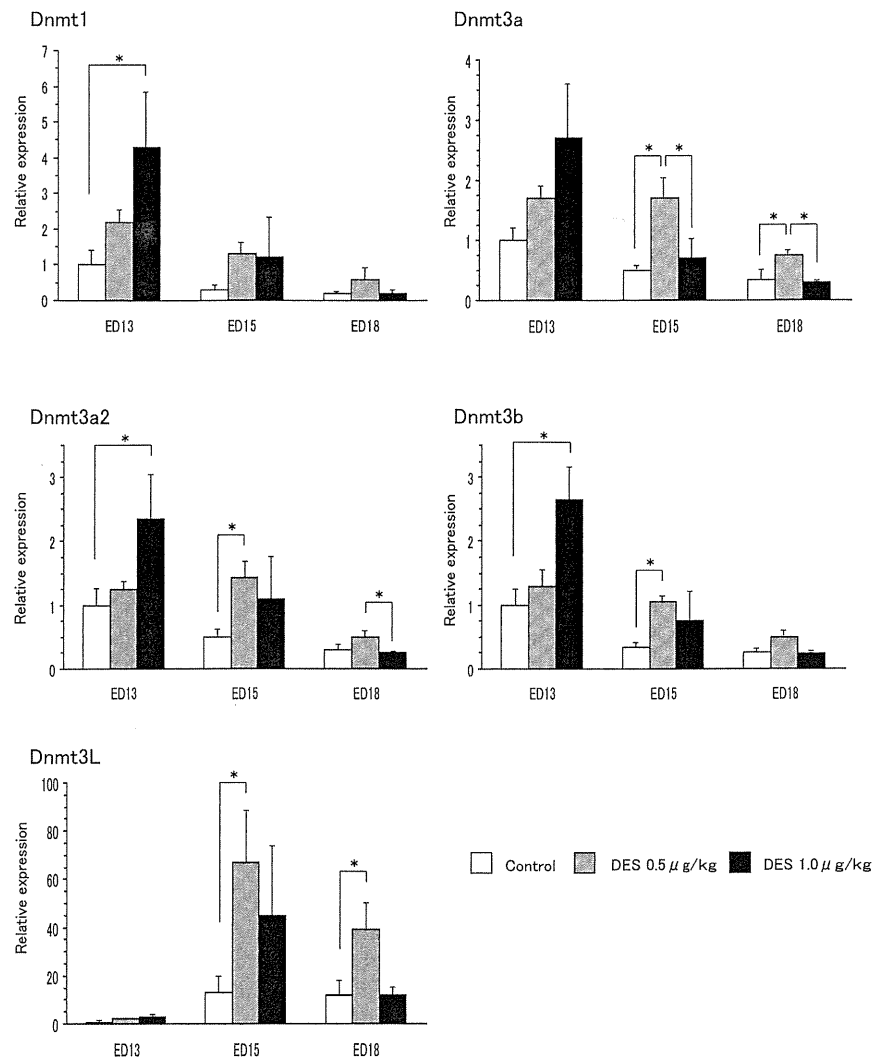 Dnmt1
Relative expression
7
6
5
4
3
2
1
0
*
ED13
ED15
ED18
Dnmt3a
Relative expression
4
3
2
1
0
*
*
*
*
ED13
ED15
ED18
Dnmt3a2
Relative expression
3
2
1
0
*
*
*
ED13
ED15
ED18
Dnmt3b
Relative expression
3
2
1
0
*
*
ED13
ED15
ED18
Dnmt3L
Relative expression
100
80
60
40
20
0
*
*
ED13
ED15
ED18
Control DES 0.5 μg/kg DES 1.0 μg/kg